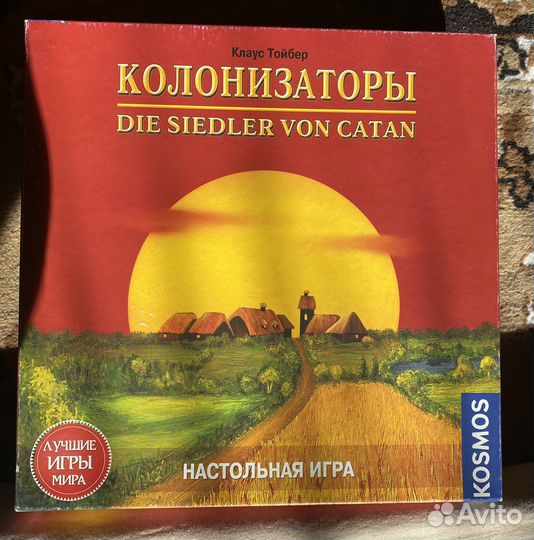 Клаус Тойбер
КОЛОНИЗАТОРЫ
DIE SIEDLER VON CATAN
ЛУЧШИЕ
ИГРЫ
МИРА
НАСТОЛЬНАЯ ИГРА
KOSMOS
Avito